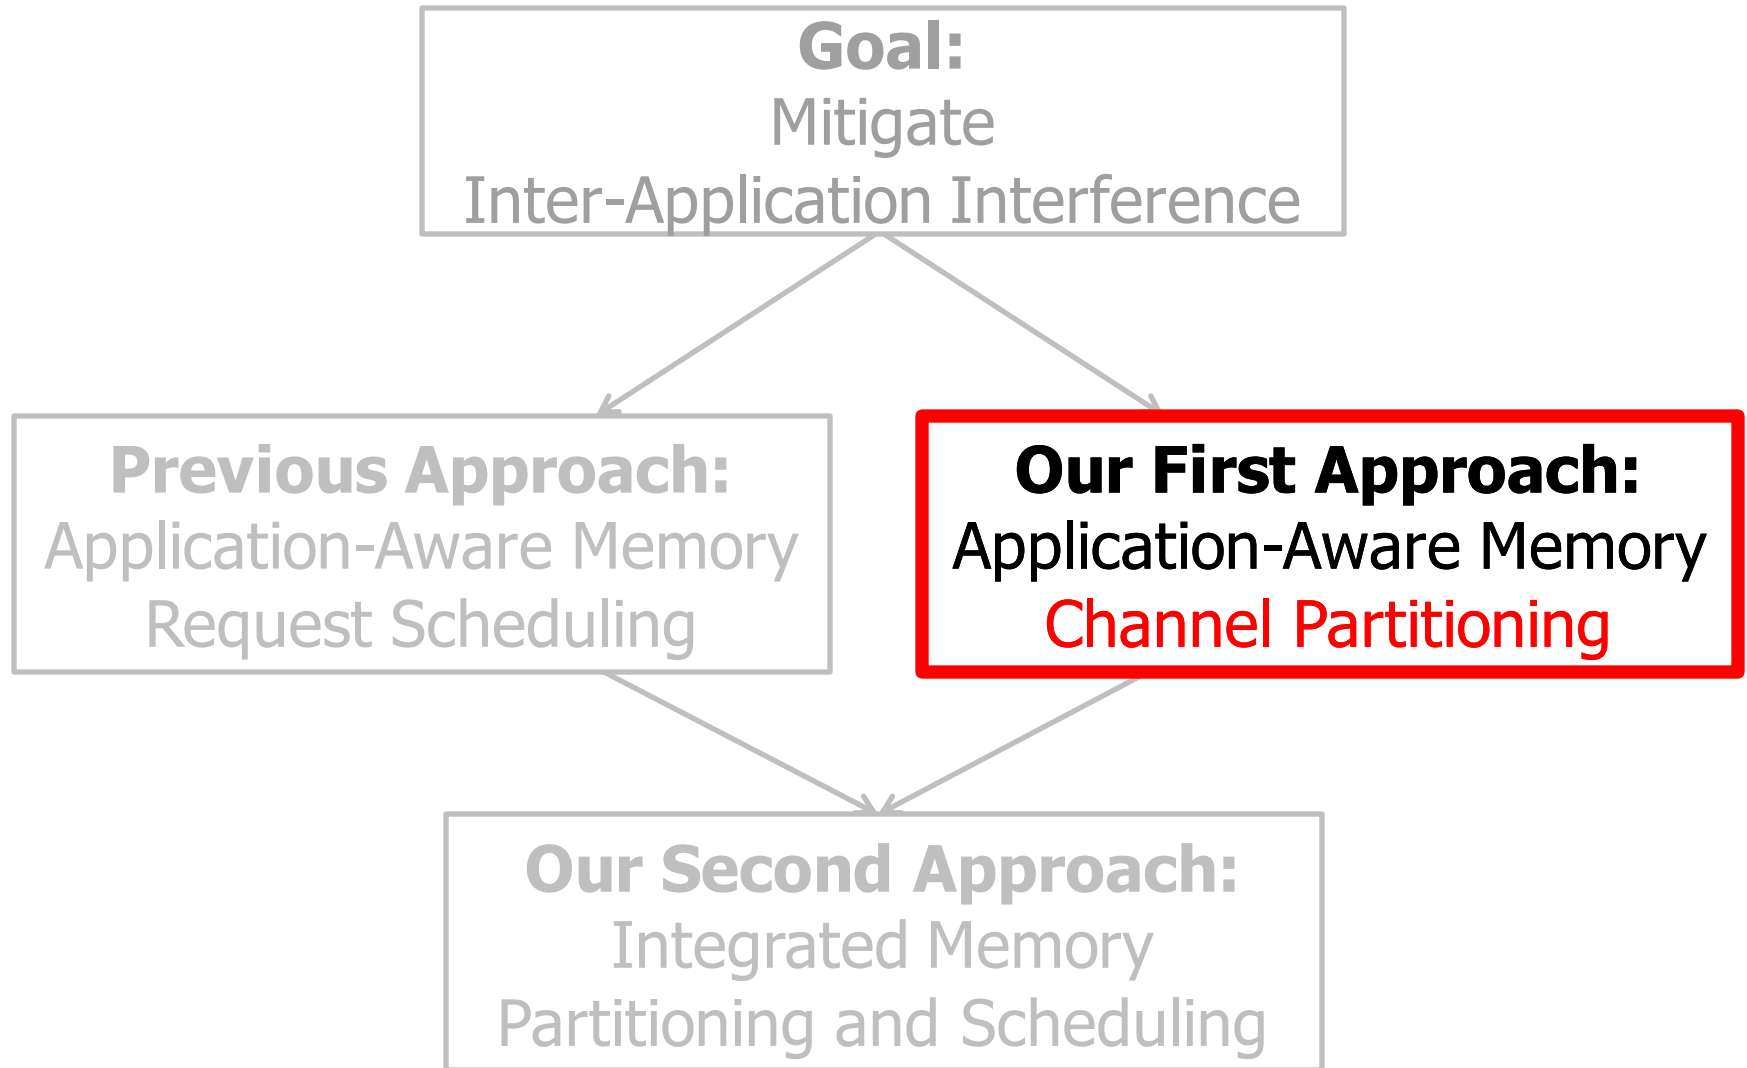 Goal:
Mitigate
Inter-Application Interference
Previous Approach:
Application-Aware Memory
Request Scheduling
Our First Approach:
Application-Aware Memory
Channel Partitioning
Our Second Approach:
Integrated Memory
Partitioning and Scheduling